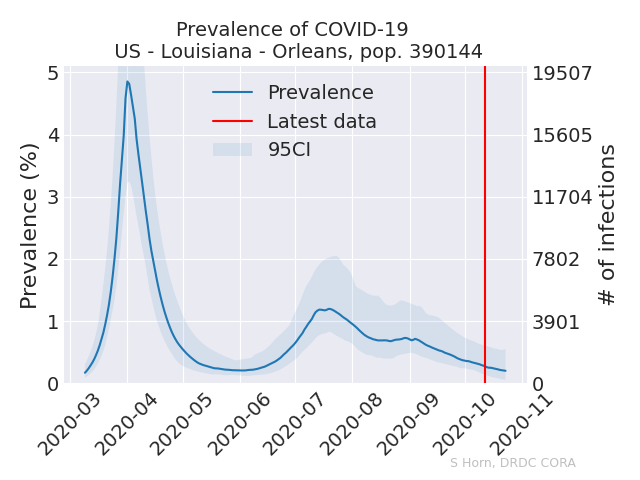 Prevalence of COVID-19
US - Louisiana - Orleans, pop. 390144
Prevalence (%)
5
4
3
2
1
0
Prevalence
Latest data
95CI
19507
15605
11704
7802
3901
0
# of infections
2020-03
2020-04
2020-05
2020-06
2020-07
2020-08
2020-09
2020-10
2020-11
S Horn, DRDC CORA